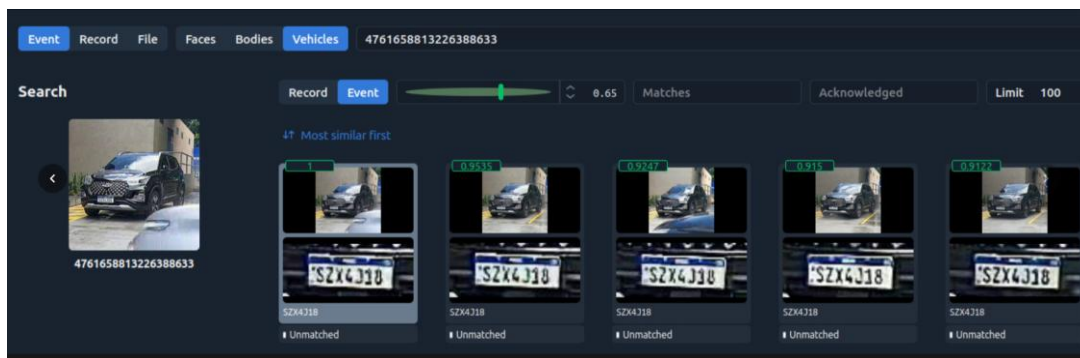 Event Record File Faces Bodies Vehicles 4761658813226388633
Search
Record Event 0.65 Matches Acknowledged Limit 100
Most similar first
1 0.9535 0.9247 0.915 0.9122
4761658813226388633
SZX4J18 SZX4J18 SZX4J18 SZX4J18 SZX4J18
SZX4J18 SZX4J18 SZX4J18 SZX4J18 SZX4J18
Unmatched Unmatched Unmatched Unmatched Unmatched